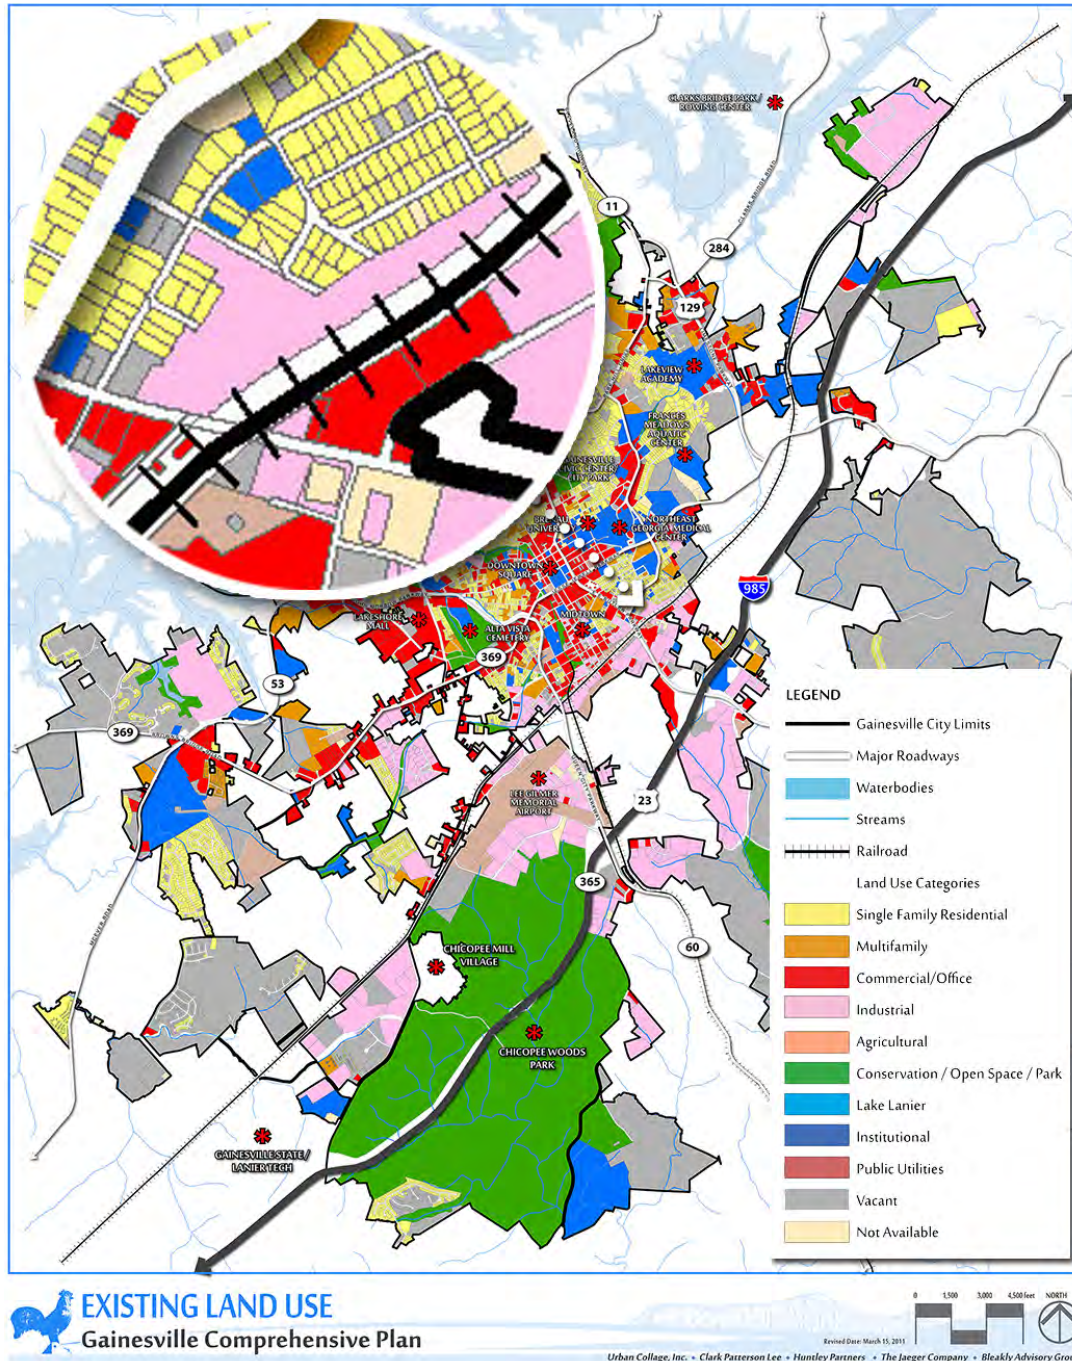 CLARKS BRIDGE PARK /
ROWING CENTER
CLARKS BRIDGE ROAD
11
284
129
LAKEVIEW
ACADEMY
FRANCES
MEADOWS
AQUATIC
CENTER
GAINESVILLE
CIVIC CENTER/
CITY PARK
BRENAU
UNIVERSITY
NORTHEAST
GEORGIA MEDICAL
CENTER
DOWNTOWN
SQUARE
985
LAKESHORE
MALL
ALTA VISTA
CEMETERY
MIDTOWN
369
53
369
LEE GILMER
MEMORIAL
AIRPORT
23
365
60
CHICOPEE MILL
VILLAGE
CHICOPEE WOODS
PARK
GAINESVILLE STATE /
LANIER TECH
LEGEND
Gainesville City Limits
Major Roadways
Waterbodies
Streams
Railroad
Land Use Categories
Single Family Residential
Multifamily
Commercial/Office
Industrial
Agricultural
Conservation / Open Space / Park
Lake Lanier
Institutional
Public Utilities
Vacant
Not Available
EXISTING LAND USE
Gainesville Comprehensive Plan
0 1,500 3,000 4,500 feet NORTH
Revised Date: March 15, 2011
Urban Collage, Inc. • Clark Patterson Lee • Huntley Partners • The Jaeger Company • Bleakly Advisory Grou